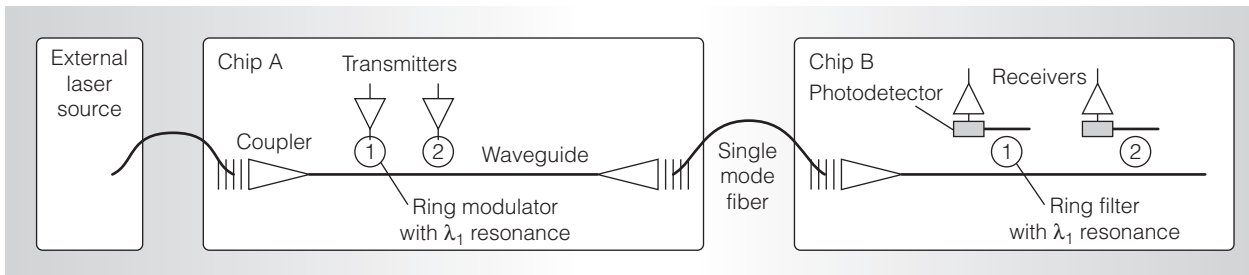 External
laser
source
Chip A
Transmitters
Coupler
1
2
Waveguide
Ring modulator
with λ1 resonance
Single
mode
fiber
Chip B
Receivers
Photodetector
1
2
Ring filter
with λ1 resonance